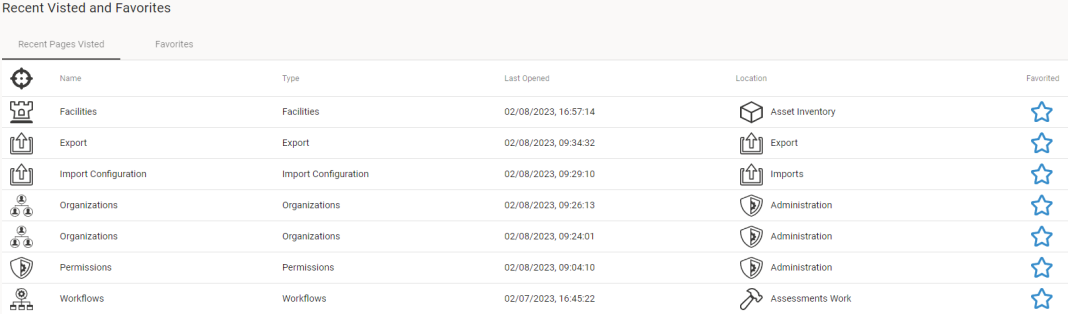 Recent Visted and Favorites
Recent Pages Visted Favorites
Name Type Last Opened Location Favorited
Facilities Facilities 02/08/2023, 16:57:14 Asset Inventory
Export Export 02/08/2023, 09:34:32 Export
Import Configuration Import Configuration 02/08/2023, 09:29:10 Imports
Organizations Organizations 02/08/2023, 09:26:13 Administration
Organizations Organizations 02/08/2023, 09:24:01 Administration
Permissions Permissions 02/08/2023, 09:04:10 Administration
Workflows Workflows 02/07/2023, 16:45:22 Assessments Work